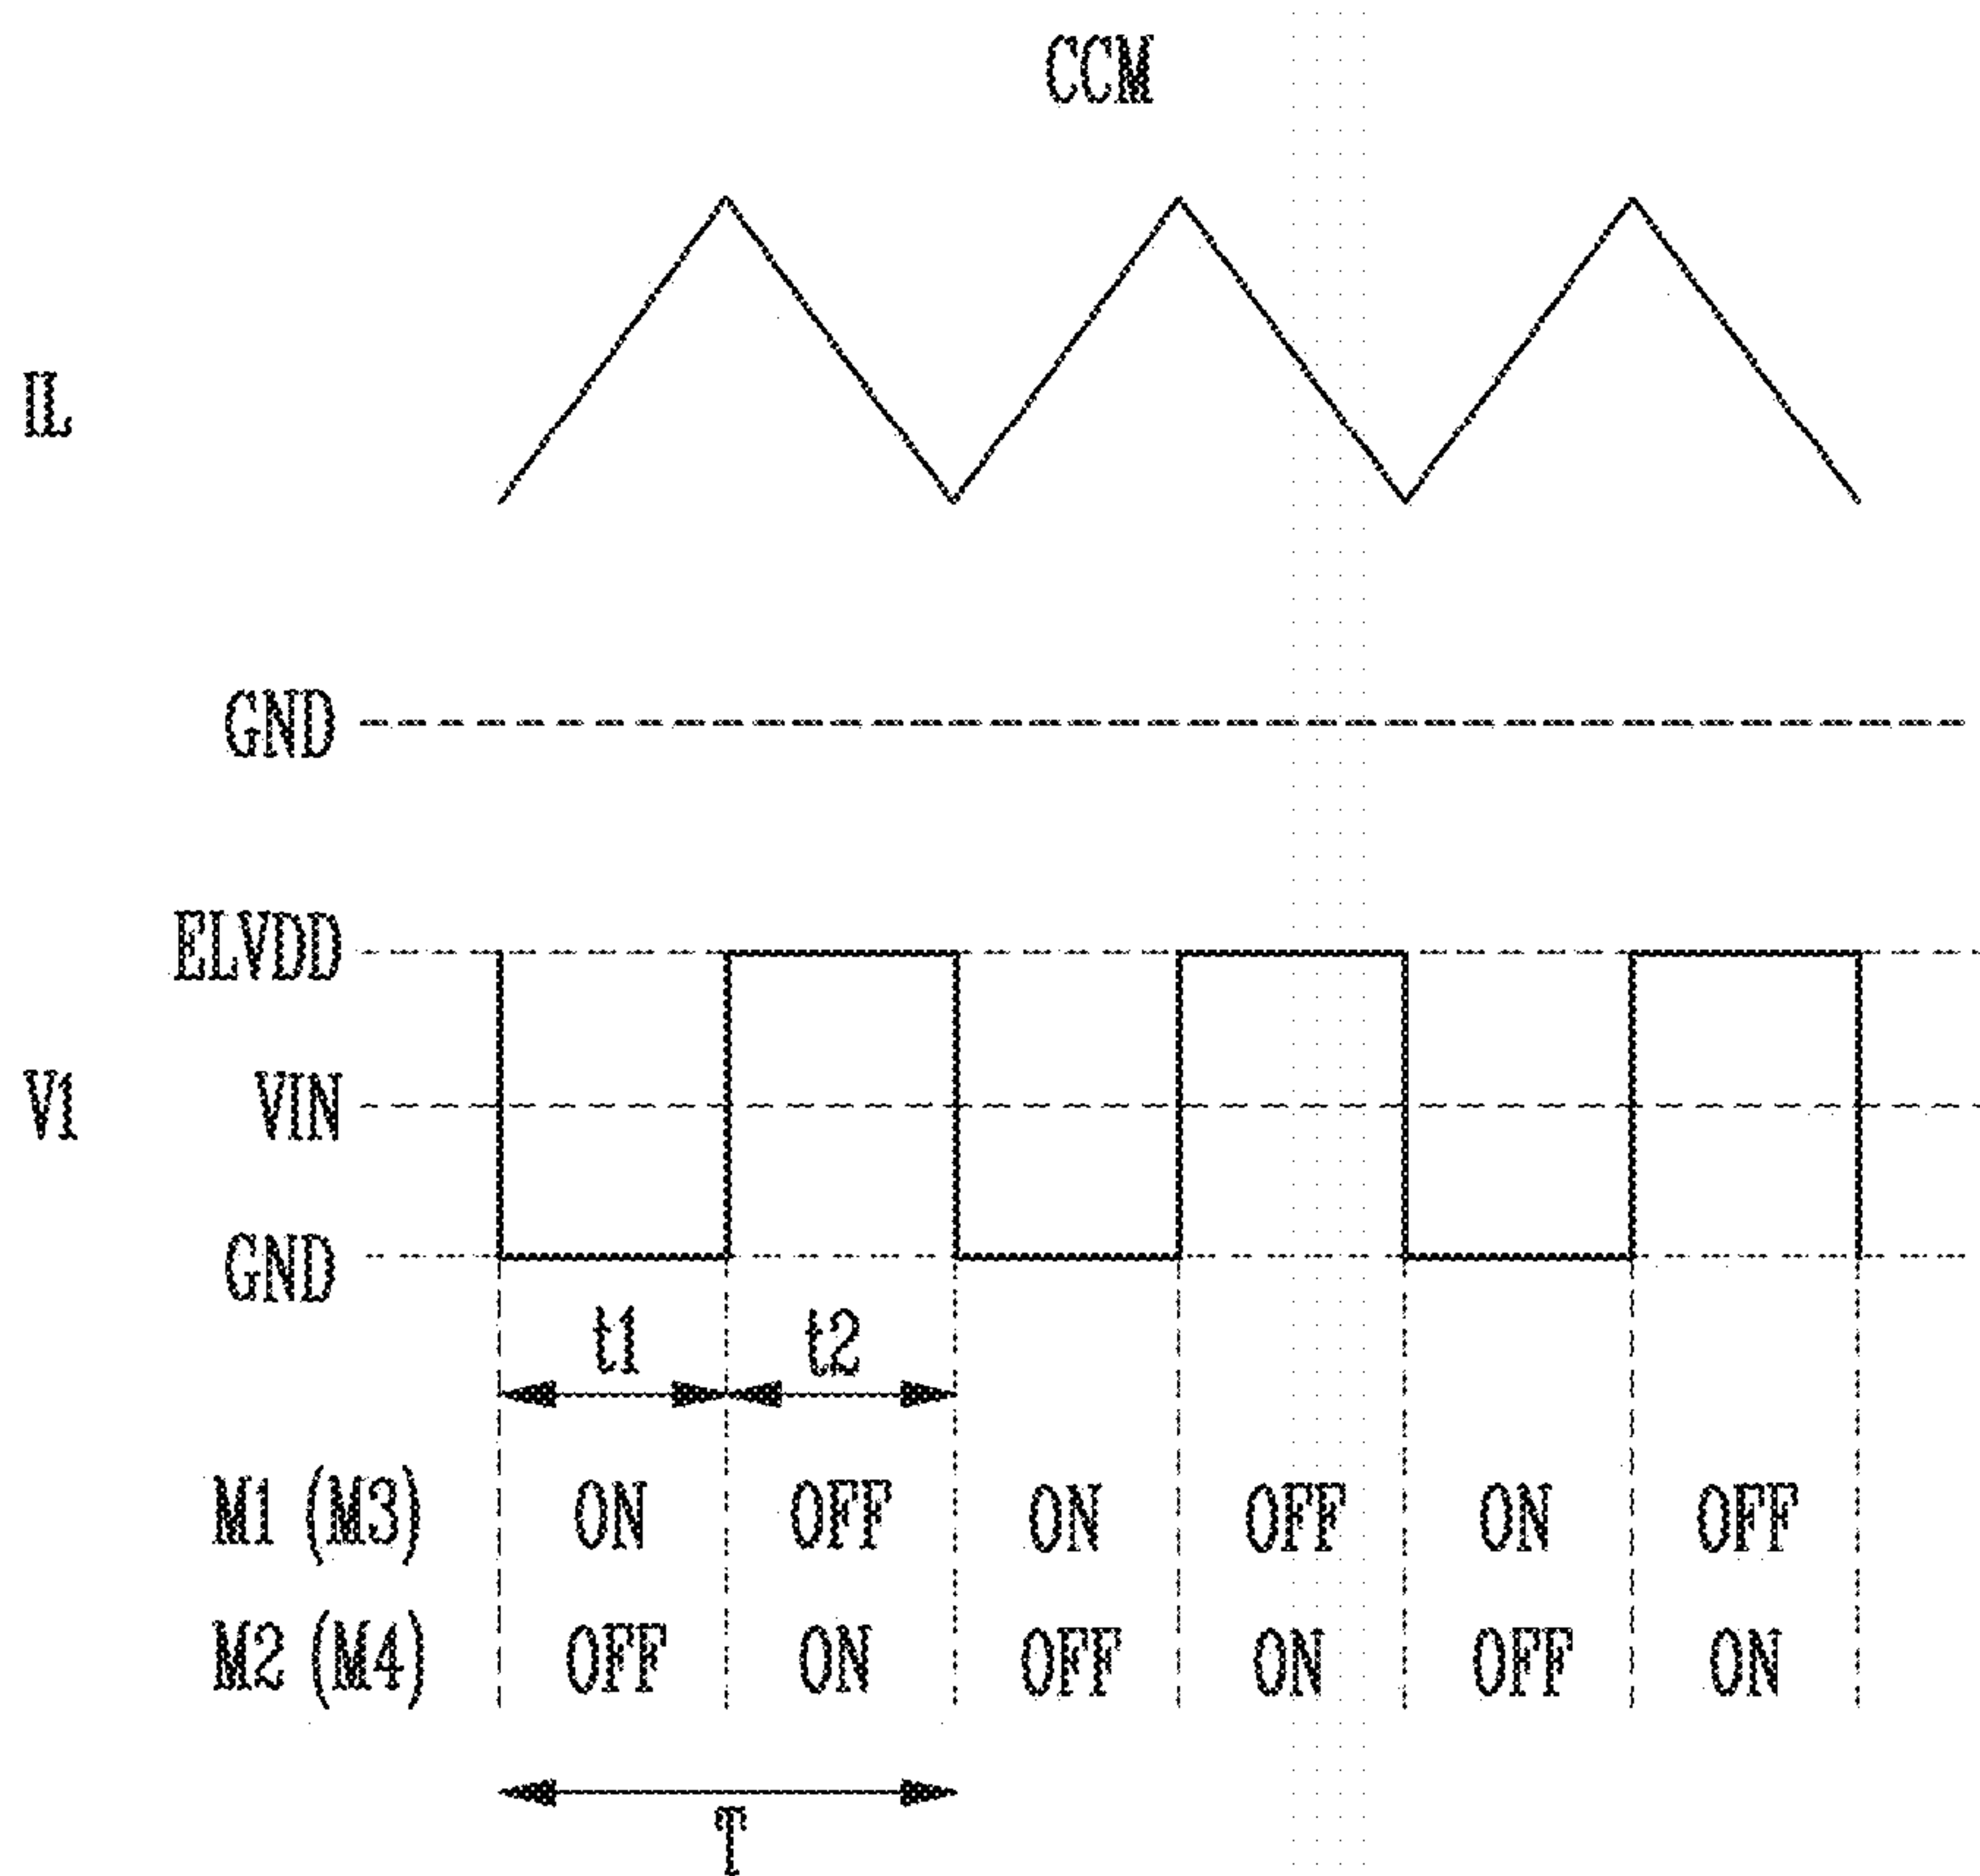 CCM
IL
GND
ELVDD
V1 VIN
GND
t1 t2
M1 (M3) ON OFF ON OFF ON OFF
M2 (M4) OFF ON OFF ON OFF ON
T